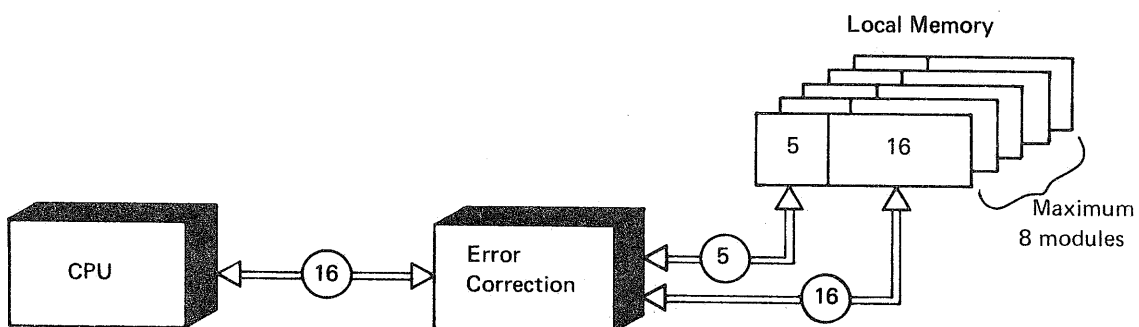 Local Memory
5 16
Maximum
8 modules
CPU
16
Error
Correction
5
16